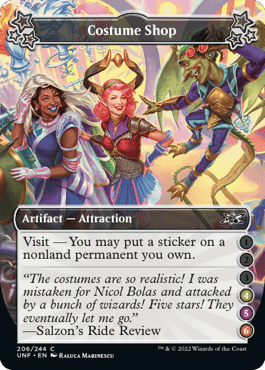 Costume Shop
Artifact — Attraction
Visit — You may put a sticker on a
nonland permanent you own.
“The costumes are so realistic! I was
mistaken for Nicol Bolas and attacked
by a bunch of wizards! Five stars! They
eventually let me go.”
—Salzon's Ride Review
1
2
3
4
5
6
206/244 C
UNF • EN Raluca Marinescu
™ & © 2022 Wizards of the Coast